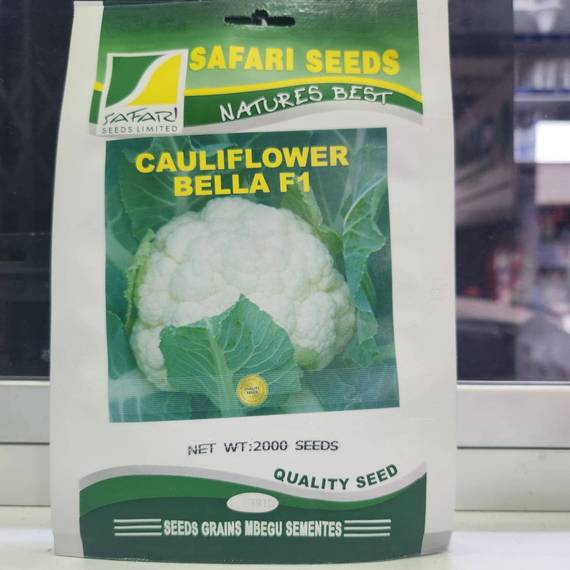 SAFARI SEEDS
NATURES BEST
SAFARI
SEEDS LIMITED
CAULIFLOWER
BELLA F1
NET WT:2000 SEEDS
QUALITY SEED
SEEDS GRAINS MBEGU SEMENTES